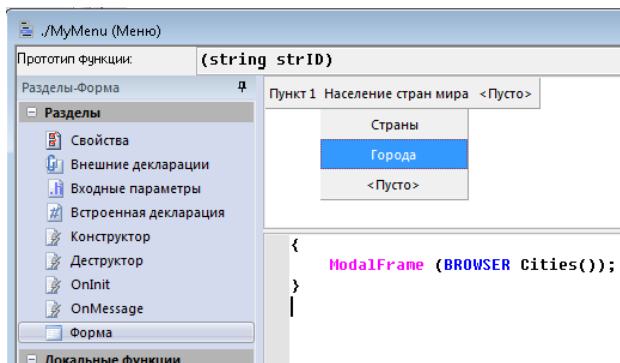 ./MyMenu (Меню)
Прототип функции: (string strID)
Разделы-Форма
Разделы
Свойства
Внешние декларации
Входные параметры
Встроенная декларация
Конструктор
Деструктор
OnInit
OnMessage
Форма
Локальные функции
Пункт 1 Население стран мира <Пусто>
Страны
Города
<Пусто>
{
ModalFrame (BROWSER Cities());
}